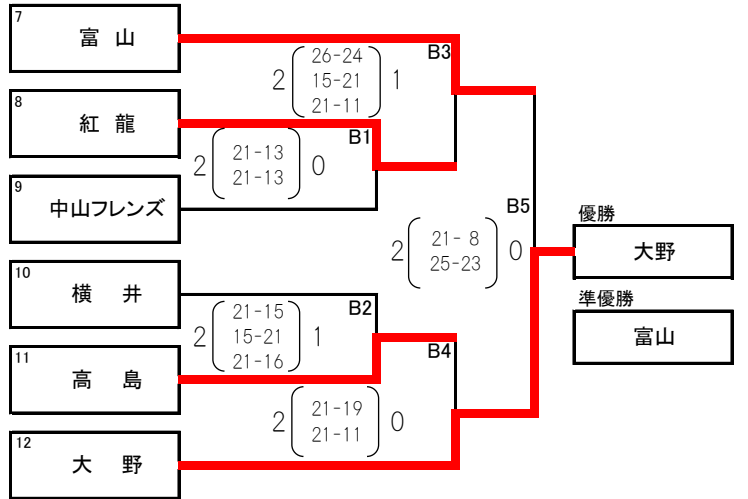 7
富 山
26-24
B3
2 15-21 1
21-11
8
紅 龍
B1
21-13
2 0
21-13
9
中山フレンズ
B5
優勝
21- 8
2 0
25-23
大野
10
横 井
準優勝
富山
21-15
B2
2 15-21 1
21-16
11
高 島
B4
21-19
2 0
21-11
12
大 野